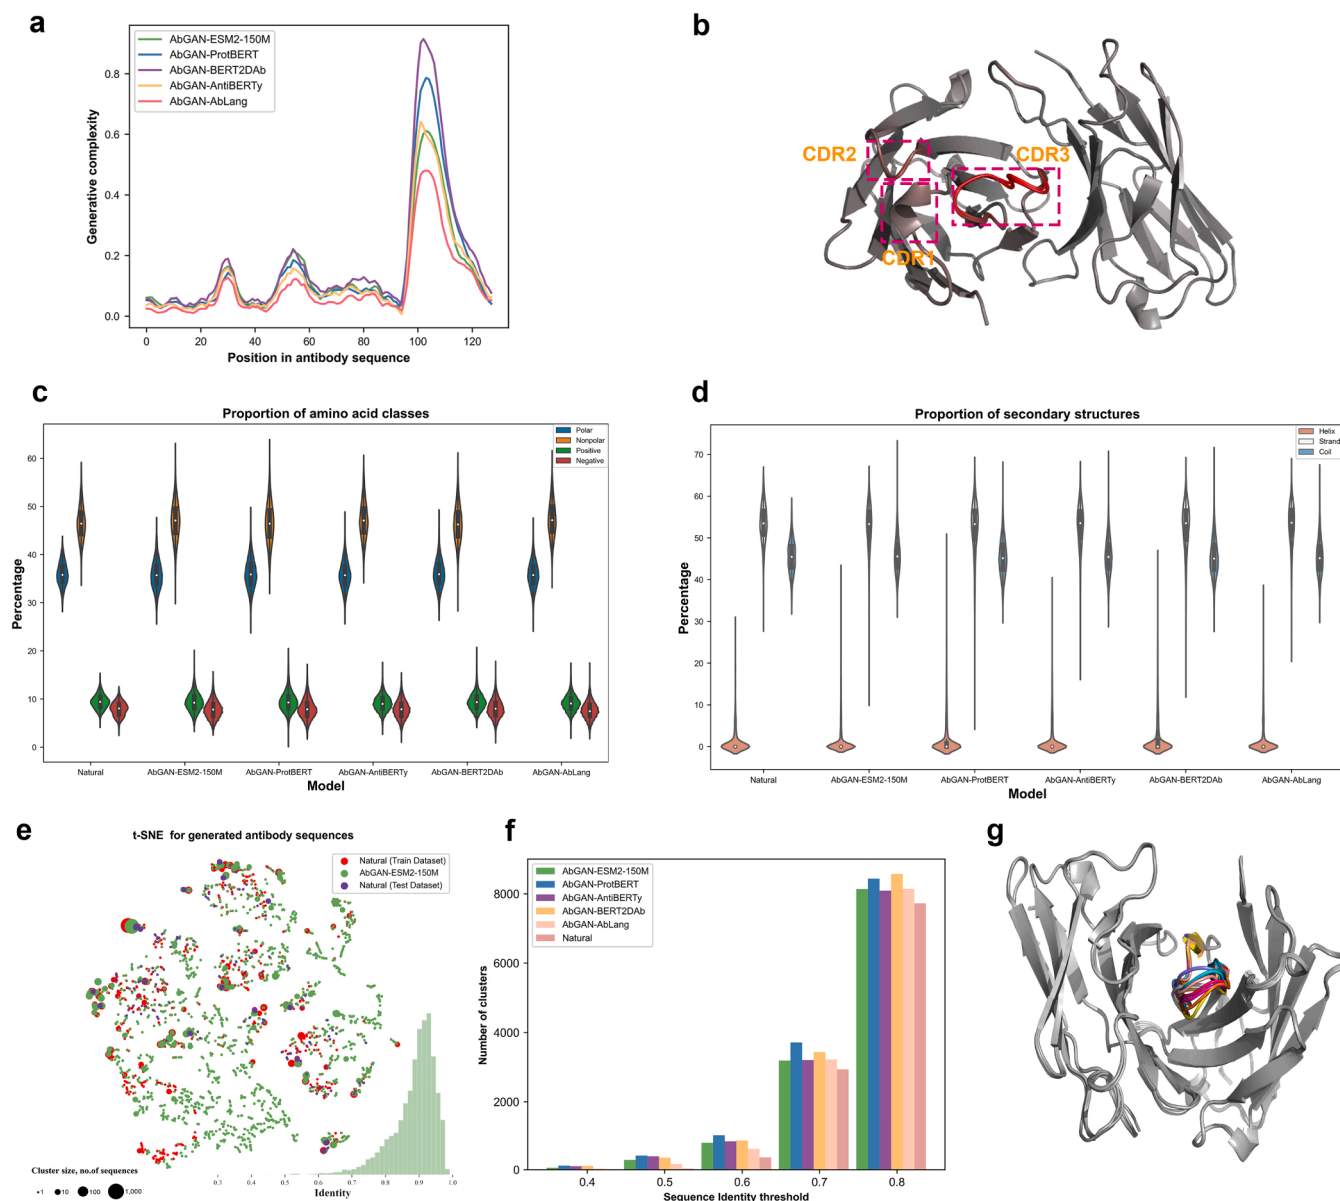 a
AbGAN-ESM2-150M
AbGAN-ProtBERT
AbGAN-BERT2DAb
AbGAN-AntiBERTy
AbGAN-AbLang
Generative complexity
0.8
0.6
0.4
0.2
0.0
0 20 40 60 80 100 120
Position in antibody sequence
b
CDR2
CDR3
CDR1
c
Proportion of amino acid classes
Polar
Nonpolar
Positive
Negative
Percentage
60
50
40
30
20
10
0
Natural AbGAN-ESM2-150M AbGAN-ProtBERT AbGAN-AntiBERTy AbGAN-BERT2DAb AbGAN-AbLang
Model
d
Proportion of secondary structures
Helix
Strand
Coil
Percentage
70
60
50
40
30
20
10
0
Natural AbGAN-ESM2-150M AbGAN-ProtBERT AbGAN-AntiBERTy AbGAN-BERT2DAb AbGAN-AbLang
Model
e
t-SNE for generated antibody sequences
Natural (Train Dataset)
AbGAN-ESM2-150M
Natural (Test Dataset)
0.3 0.4 0.5 0.6 0.7 0.8 0.9 1.0
Identity
Cluster size, no.of sequences
1 10 100 1,000
f
AbGAN-ESM2-150M
AbGAN-ProtBERT
AbGAN-AntiBERTy
AbGAN-BERT2DAb
AbGAN-AbLang
Natural
Number of clusters
8000
6000
4000
2000
0
0.4 0.5 0.6 0.7 0.8
Sequence Identity threshold
g